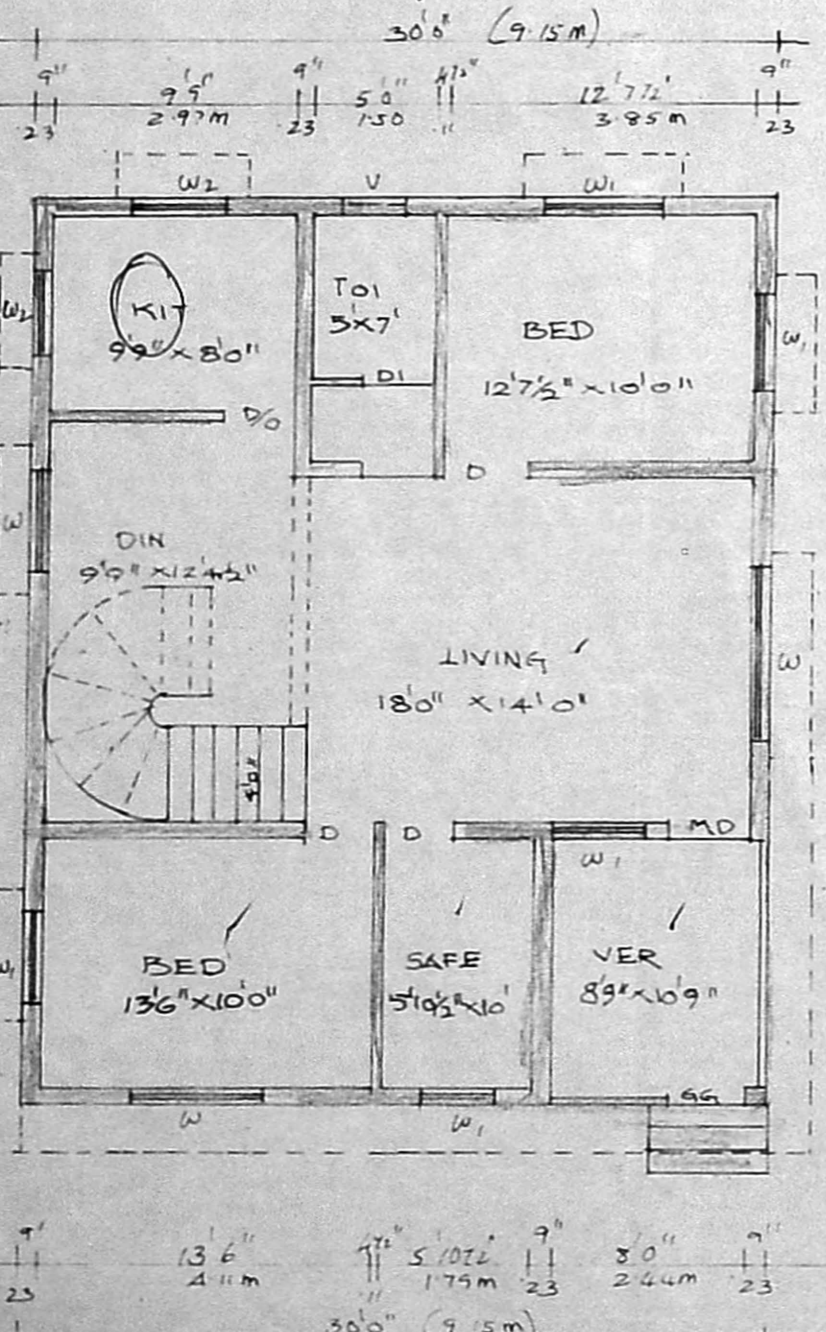 30'0" (9.15m)
9" 9'9" 9" 5'0" 4½" 12'7½' 9"
23 2.97m 23 1.50 .11 3.85m 23
W2 V W1
W2 KIT
9'9" X 8'0"
TOI
5'X7'
D1
BED
12'7½" X 10'0"
W1
D/O
D
W
DIN
9'9" X 12'4½"
LIVING
18'0" X 14'0"
W
4'0"
D D MD
W1
BED
13'6" X 10'0"
SAFE
5'10½" X 10'
VER
8'9" X 10'9"
W1
GG
W W1
9' 13'6" 4½" 5'10½' 9" 8'0" 9"
23 4.11m .11 1.79m 23 2.44m 23
30'0" (9.15m)